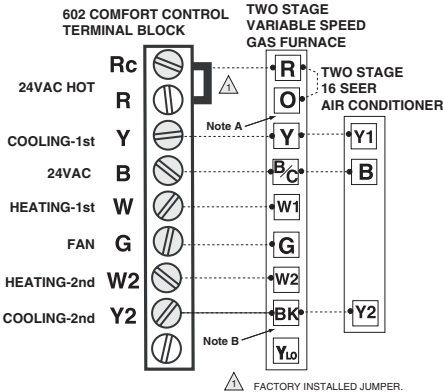 602 COMFORT CONTROL
TERMINAL BLOCK
TWO STAGE
VARIABLE SPEED
GAS FURNACE
TWO STAGE
16 SEER
AIR CONDITIONER
24VAC HOT
Rc
R
1
R
O
Note A
COOLING-1st
Y
Y
Y1
24VAC
B
B/C
B
HEATING-1st
W
W1
FAN
G
G
HEATING-2nd
W2
W2
COOLING-2nd
Y2
BK
Y2
Note B
YLO
1 FACTORY INSTALLED JUMPER.